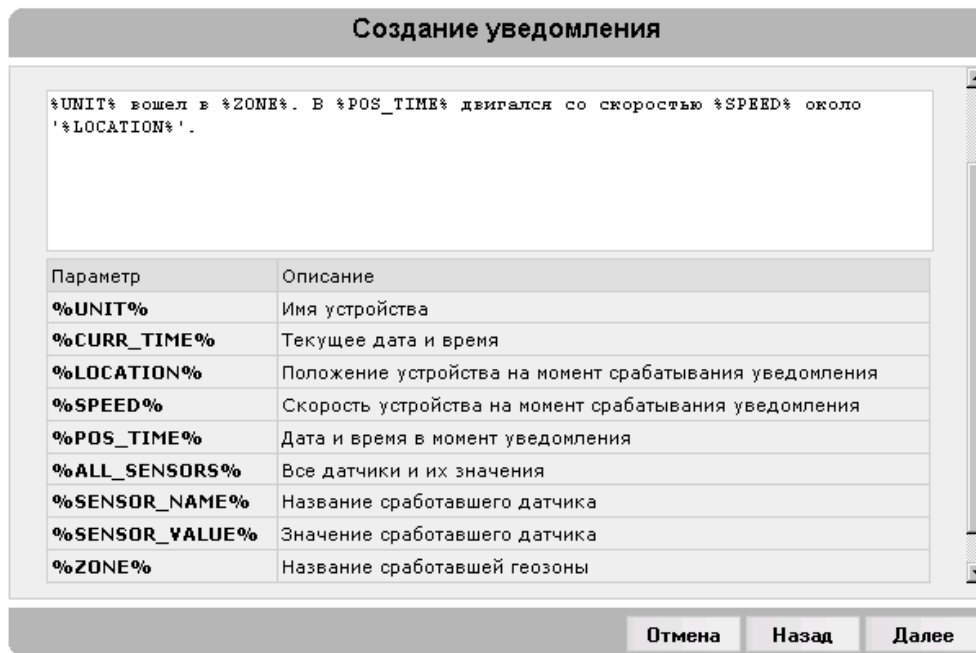 Создание уведомления
%UNIT% вошел в %ZONE%. В %POS_TIME% двигался со скоростью %SPEED% около
'%LOCATION%'.
Параметр Описание
%UNIT% Имя устройства
%CURR_TIME% Текущее дата и время
%LOCATION% Положение устройства на момент срабатывания уведомления
%SPEED% Скорость устройства на момент срабатывания уведомления
%POS_TIME% Дата и время в момент уведомления
%ALL_SENSORS% Все датчики и их значения
%SENSOR_NAME% Название сработавшего датчика
%SENSOR_VALUE% Значение сработавшего датчика
%ZONE% Название сработавшей геозоны
Отмена Назад Далее